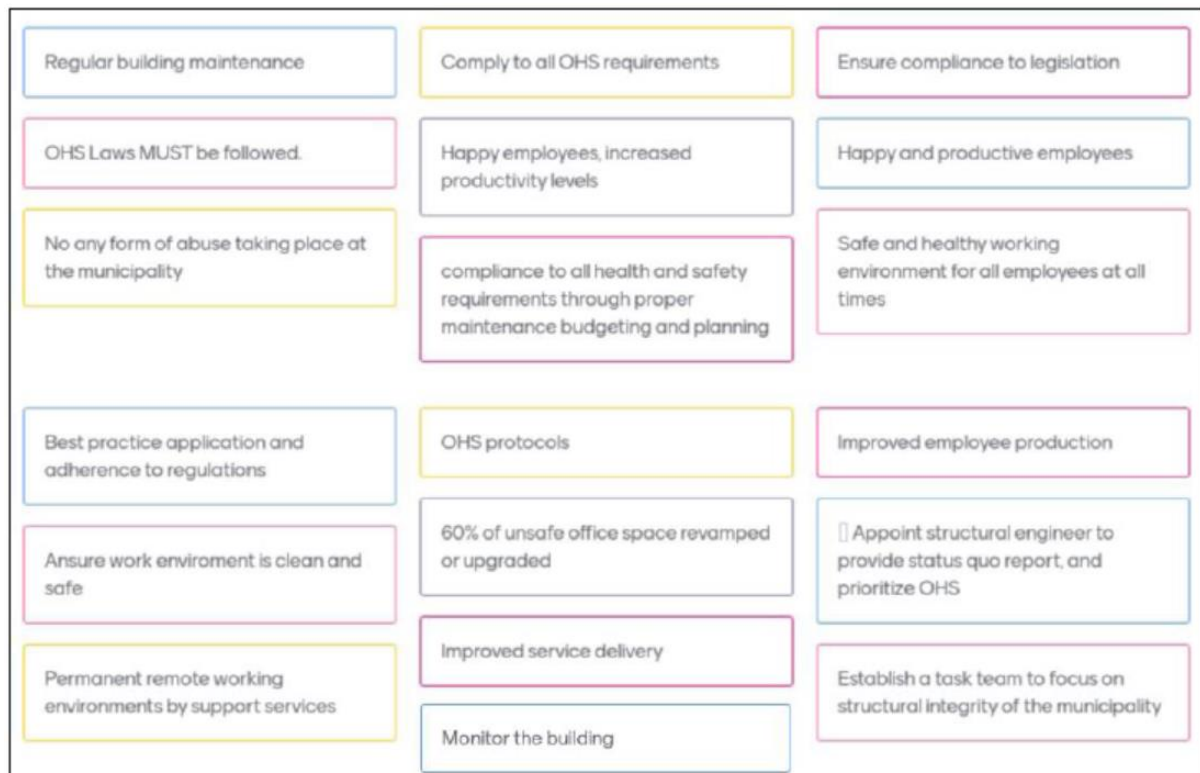 Regular building maintenance
OHS Laws MUST be followed.
No any form of abuse taking place at
the municipality
Comply to all OHS requirements
Happy employees, increased
productivity levels
compliance to all health and safety
requirements through proper
maintenance budgeting and planning
Ensure compliance to legislation
Happy and productive employees
Safe and healthy working
environment for all employees at all
times
Best practice application and
adherence to regulations
Ansure work enviroment is clean and
safe
Permanent remote working
environments by support services
OHS protocols
60% of unsafe office space revamped
or upgraded
Improved service delivery
Monitor the building
Improved employee production
▯ Appoint structural engineer to
provide status quo report, and
prioritize OHS
Establish a task team to focus on
structural integrity of the municipality